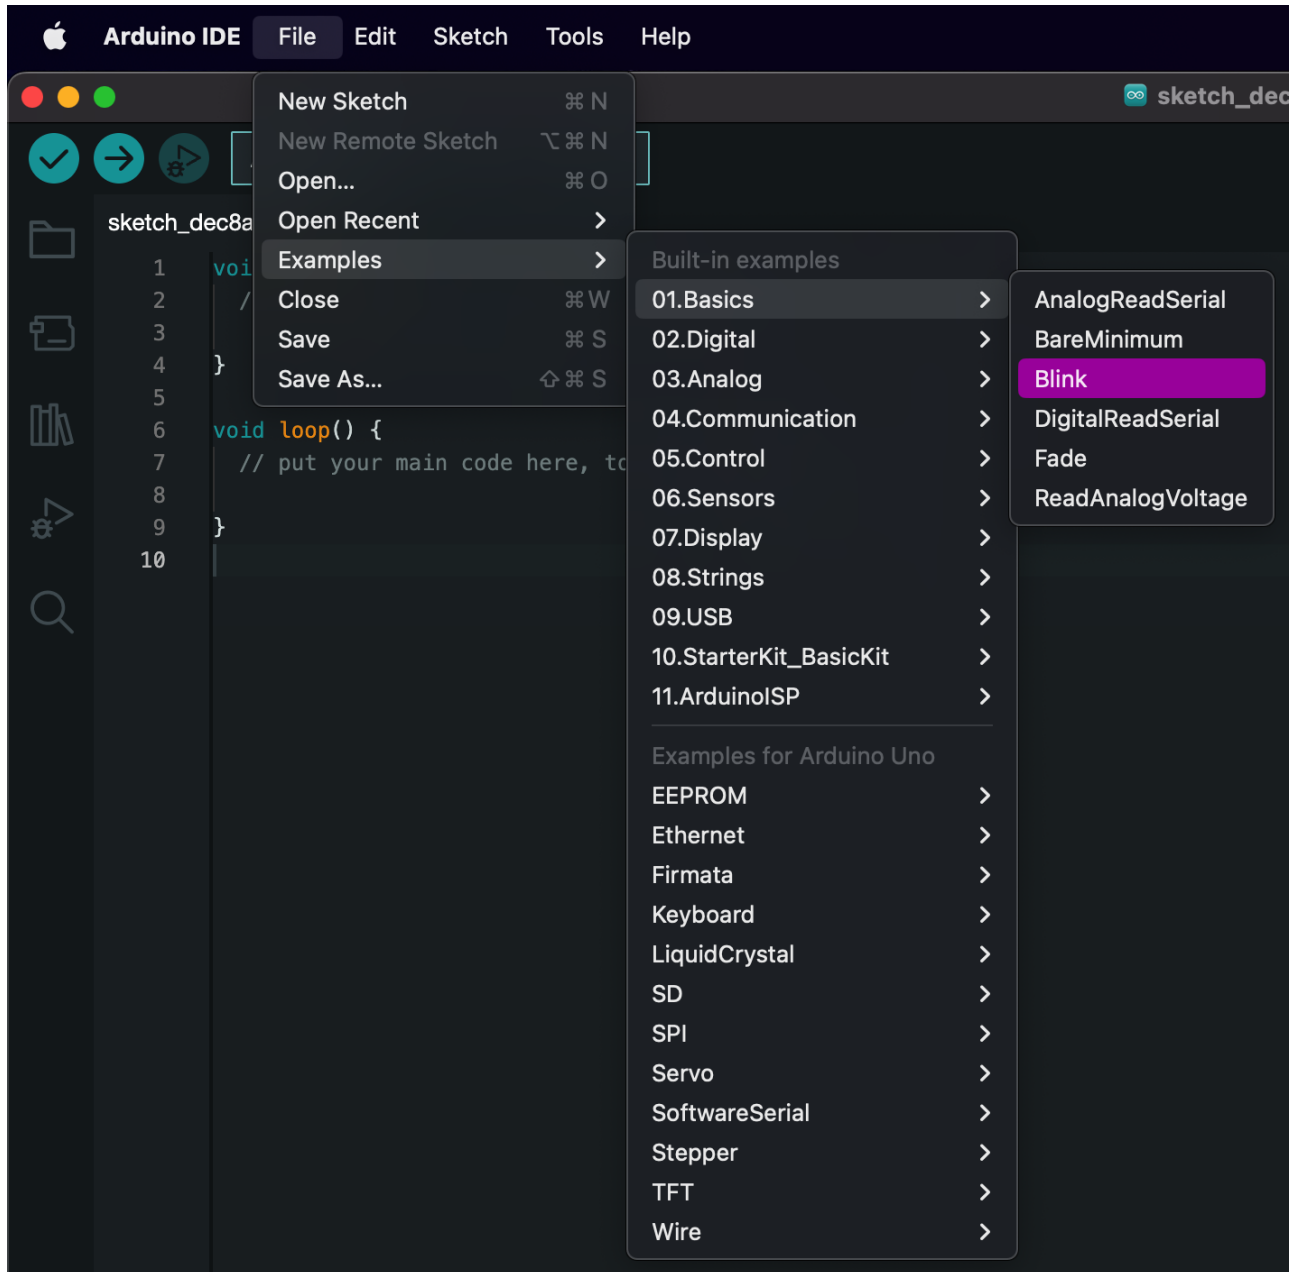 Arduino IDE File Edit Sketch Tools Help
sketch_dec
New Sketch ⌘ N
New Remote Sketch ⌥ ⌘ N
Open... ⌘ O
Open Recent
Examples
Close ⌘ W
Save ⌘ S
Save As... ⇧ ⌘ S
sketch_dec8a
1 voi
2 /
3
4 }
5
6 void loop() {
7 // put your main code here, to
8
9 }
10
Built-in examples
01.Basics
02.Digital
03.Analog
04.Communication
05.Control
06.Sensors
07.Display
08.Strings
09.USB
10.StarterKit_BasicKit
11.ArduinoISP
Examples for Arduino Uno
EEPROM
Ethernet
Firmata
Keyboard
LiquidCrystal
SD
SPI
Servo
SoftwareSerial
Stepper
TFT
Wire
AnalogReadSerial
BareMinimum
Blink
DigitalReadSerial
Fade
ReadAnalogVoltage